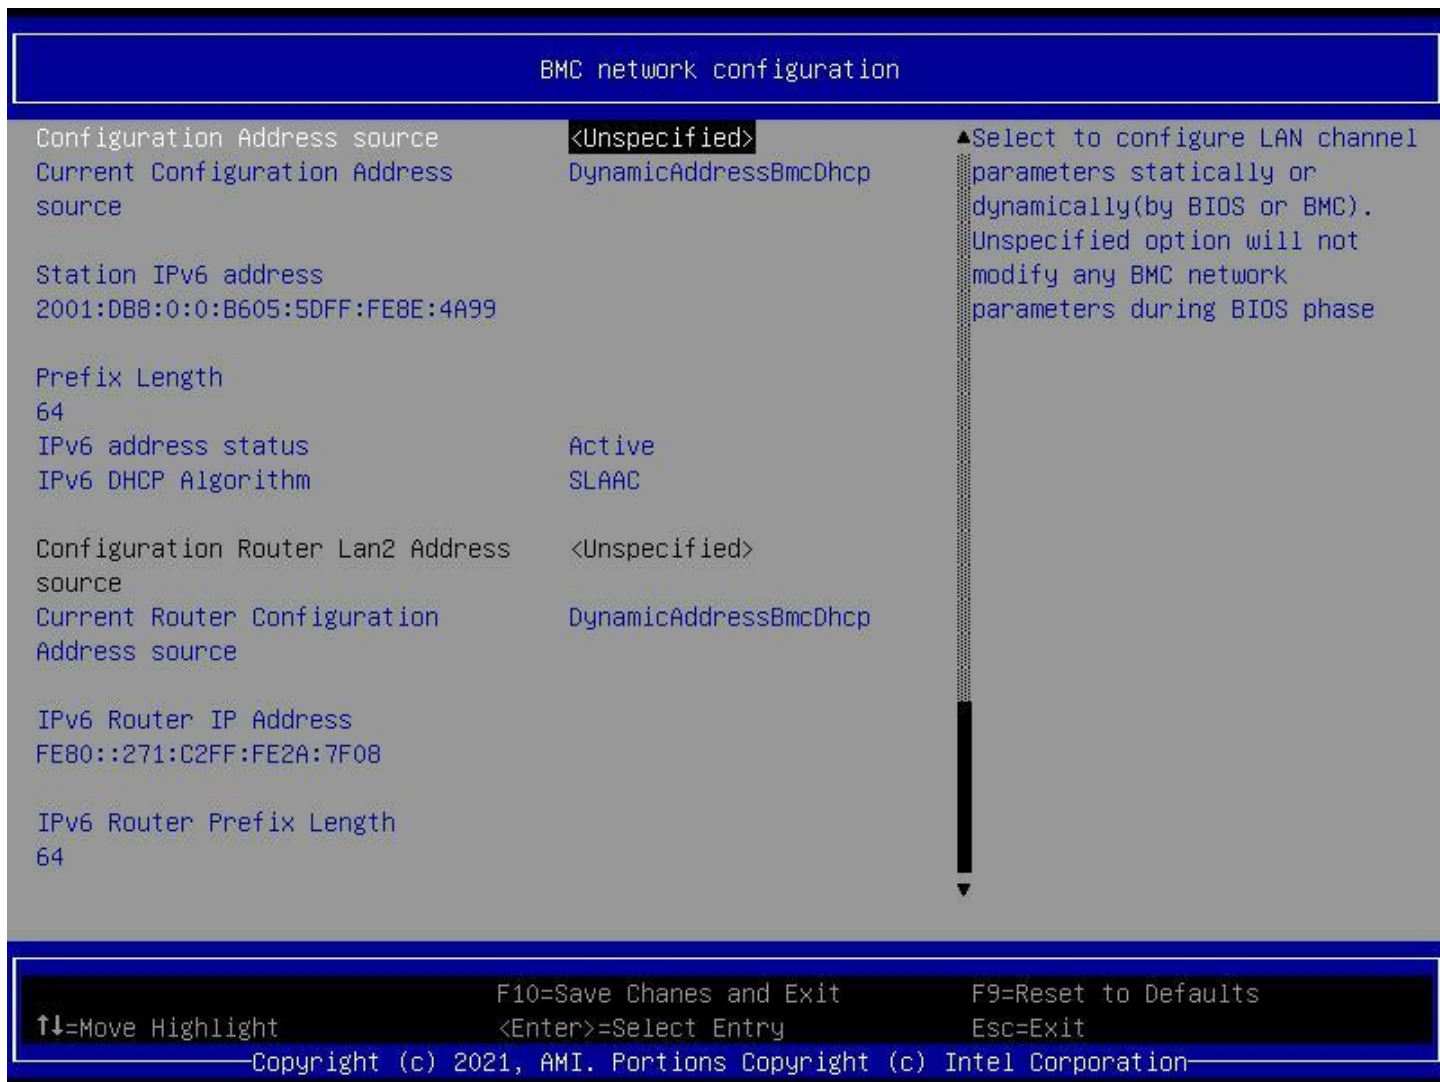 BMC network configuration
Configuration Address source <Unspecified>
Current Configuration Address DynamicAddressBmcDhcp
source
Station IPv6 address
2001:DB8:0:0:B605:5DFF:FE8E:4A99
Prefix Length
64
IPv6 address status Active
IPv6 DHCP Algorithm SLAAC
Configuration Router Lan2 Address <Unspecified>
source
Current Router Configuration DynamicAddressBmcDhcp
Address source
IPv6 Router IP Address
FE80::271:C2FF:FE2A:7F08
IPv6 Router Prefix Length
64
▲Select to configure LAN channel
parameters statically or
dynamically(by BIOS or BMC).
Unspecified option will not
modify any BMC network
parameters during BIOS phase
▼
F10=Save Chanes and Exit F9=Reset to Defaults
↑↓=Move Highlight <Enter>=Select Entry Esc=Exit
Copyright (c) 2021, AMI. Portions Copyright (c) Intel Corporation